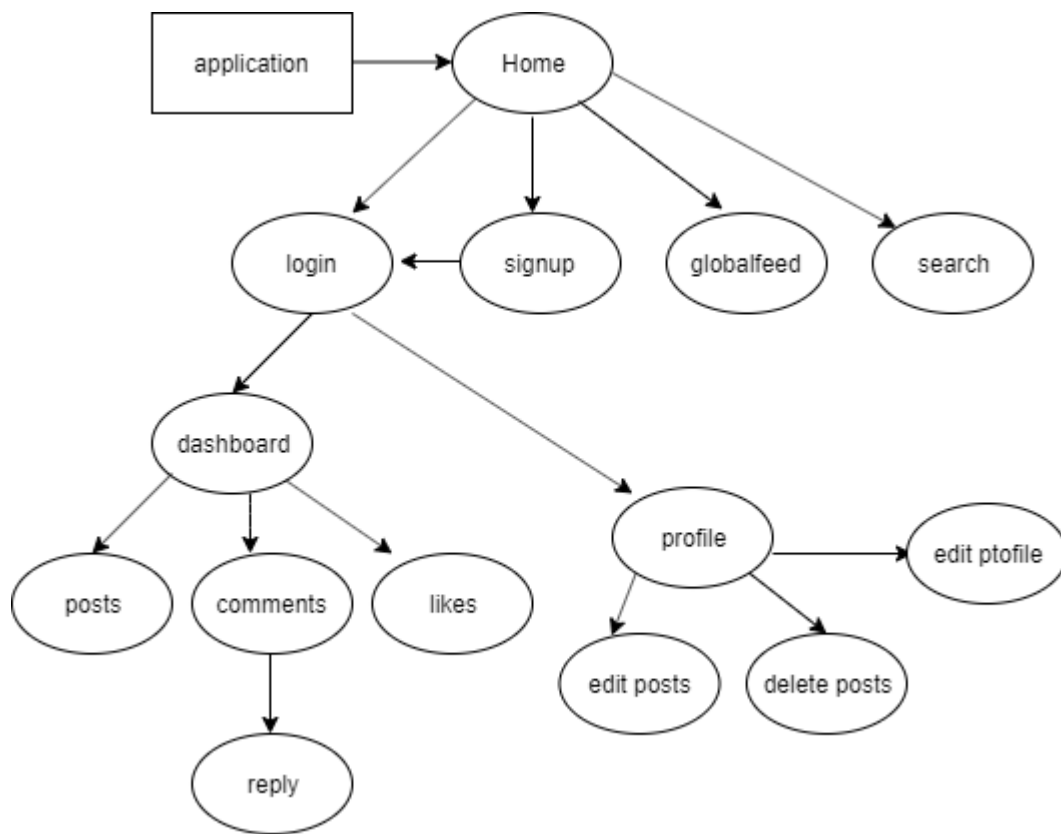 application
Home
login
signup
globalfeed
search
dashboard
profile
edit ptofile
posts
comments
likes
edit posts
delete posts
reply